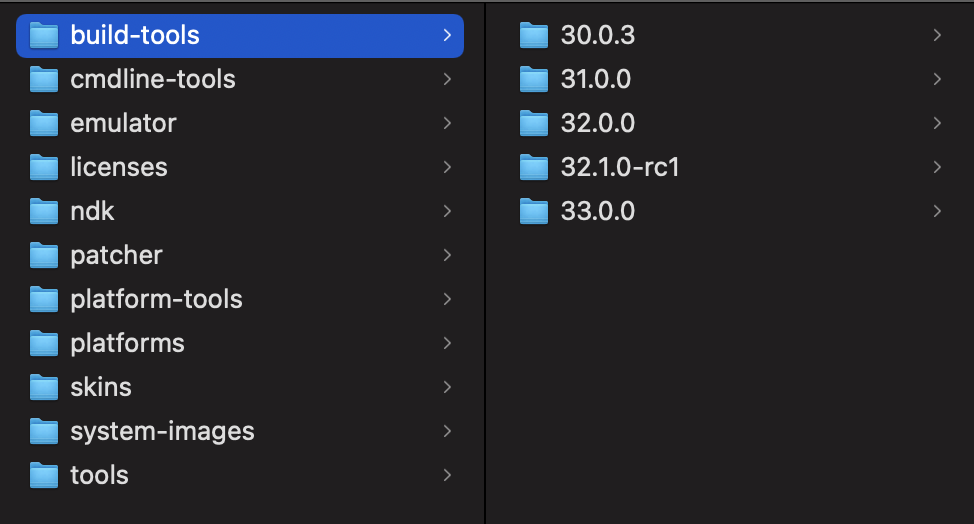 build-tools
cmdline-tools
emulator
licenses
ndk
patcher
platform-tools
platforms
skins
system-images
tools
30.0.3
31.0.0
32.0.0
32.1.0-rc1
33.0.0